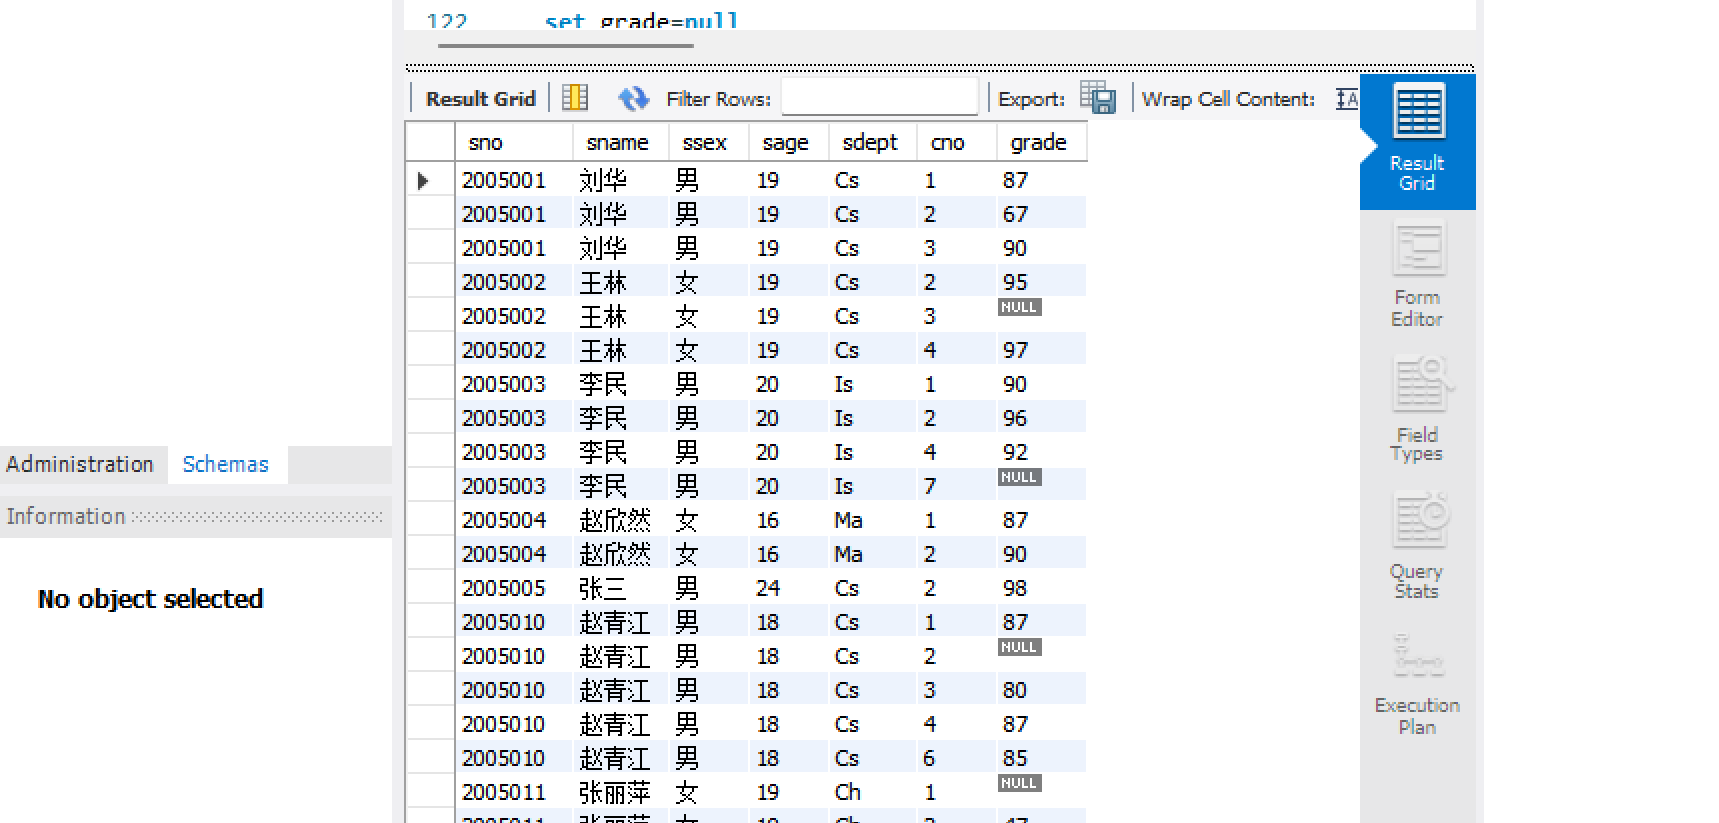 122 set grade=null
Result Grid Filter Rows: Export: Wrap Cell Content:
sno sname ssex sage sdept cno grade
2005001 刘华 男 19 Cs 1 87
2005001 刘华 男 19 Cs 2 67
2005001 刘华 男 19 Cs 3 90
2005002 王林 女 19 Cs 2 95
2005002 王林 女 19 Cs 3 NULL
2005002 王林 女 19 Cs 4 97
2005003 李民 男 20 Is 1 90
2005003 李民 男 20 Is 2 96
2005003 李民 男 20 Is 4 92
2005003 李民 男 20 Is 7 NULL
2005004 赵欣然 女 16 Ma 1 87
2005004 赵欣然 女 16 Ma 2 90
2005005 张三 男 24 Cs 2 98
2005010 赵青江 男 18 Cs 1 87
2005010 赵青江 男 18 Cs 2 NULL
2005010 赵青江 男 18 Cs 3 80
2005010 赵青江 男 18 Cs 4 87
2005010 赵青江 男 18 Cs 6 85
2005011 张丽萍 女 19 Ch 1 NULL
2005011 张丽萍 女 19 Ch
Result
Grid
Form
Editor
Field
Types
Query
Stats
Execution
Plan
Administration Schemas
Information
No object selected